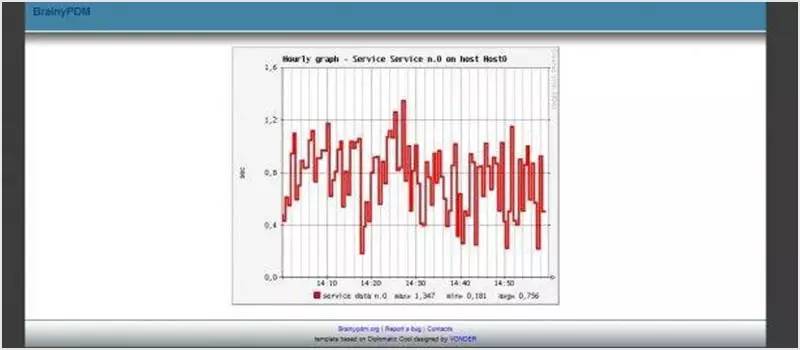 BrainyPDM
Hourly graph - Service Service n.0 on host Host0
1,6
1,2
0,8
0,4
0,0
sec
14:10 14:20 14:30 14:40 14:50
service data n.0 max= 1,347 min= 0,181 avg= 0,756
Brainypdm.org | Report a bug | Contacts
template based on Diplomatic Cool designed by VONDER